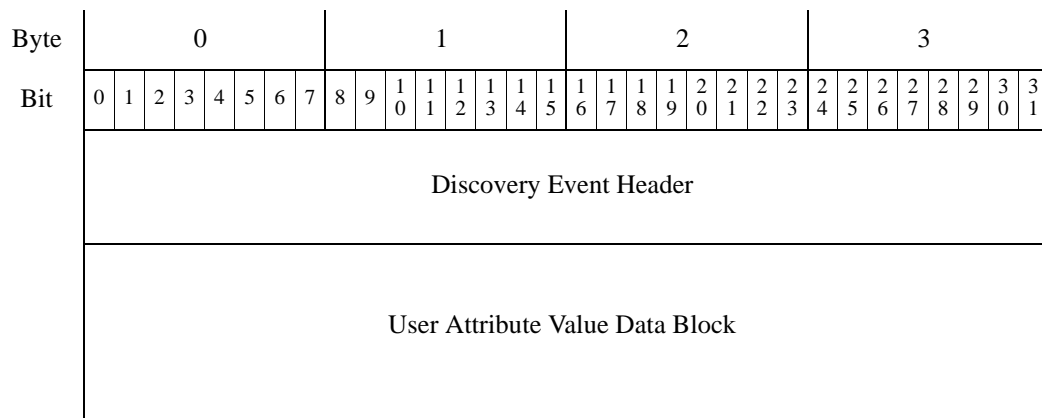 Byte 0 1 2 3
Bit 0 1 2 3 4 5 6 7 8 9 10 11 12 13 14 15 16 17 18 19 20 21 22 23 24 25 26 27 28 29 30 31
Discovery Event Header
User Attribute Value Data Block